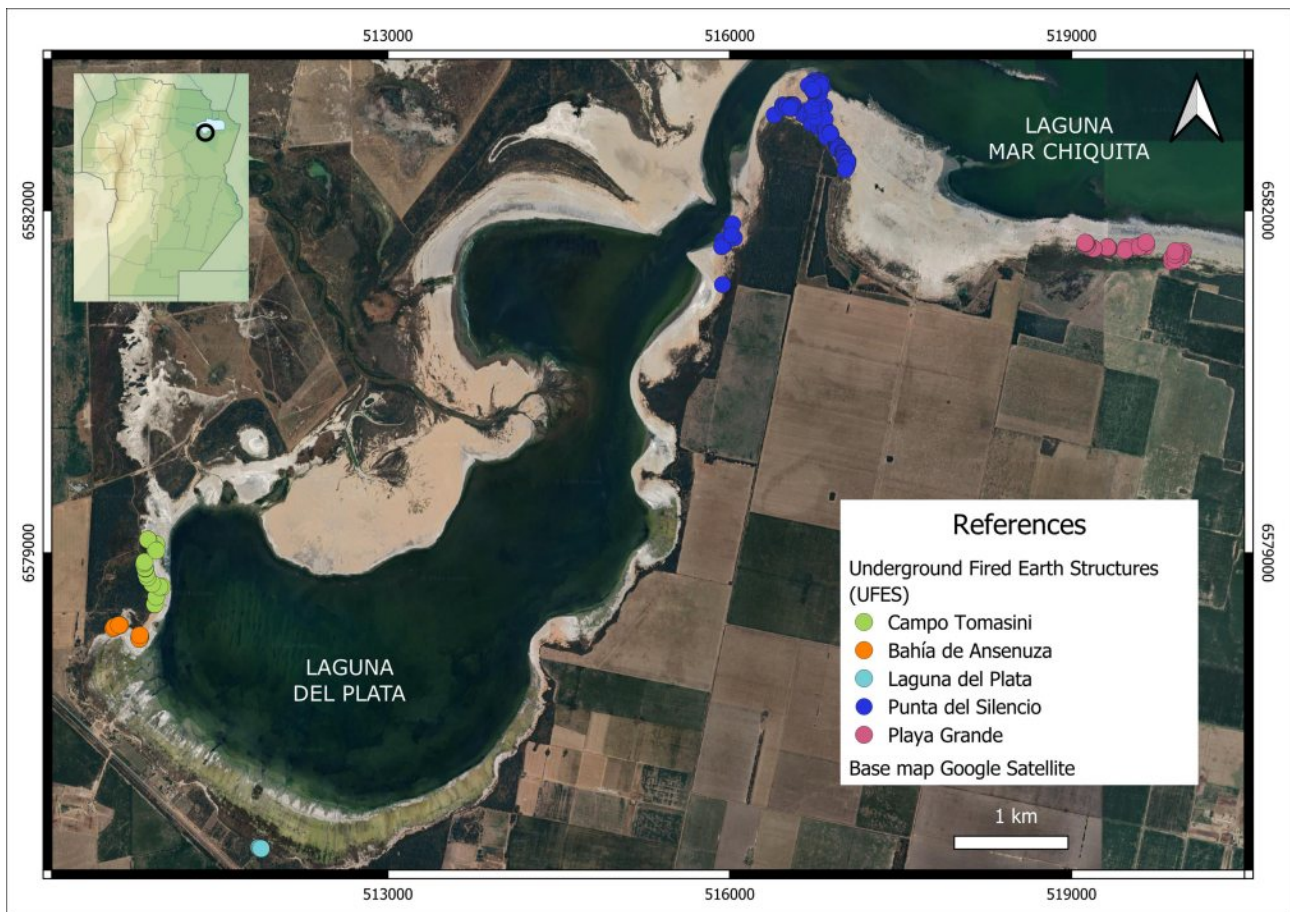 513000
516000
519000
LAGUNA
MAR CHIQUITA
6582000
6582000
6579000
6579000
LAGUNA
DEL PLATA
References
Underground Fired Earth Structures
(UFES)
Campo Tomasini
Bahía de Ansenuza
Laguna del Plata
Punta del Silencio
Playa Grande
Base map Google Satellite
1 km
513000
516000
519000